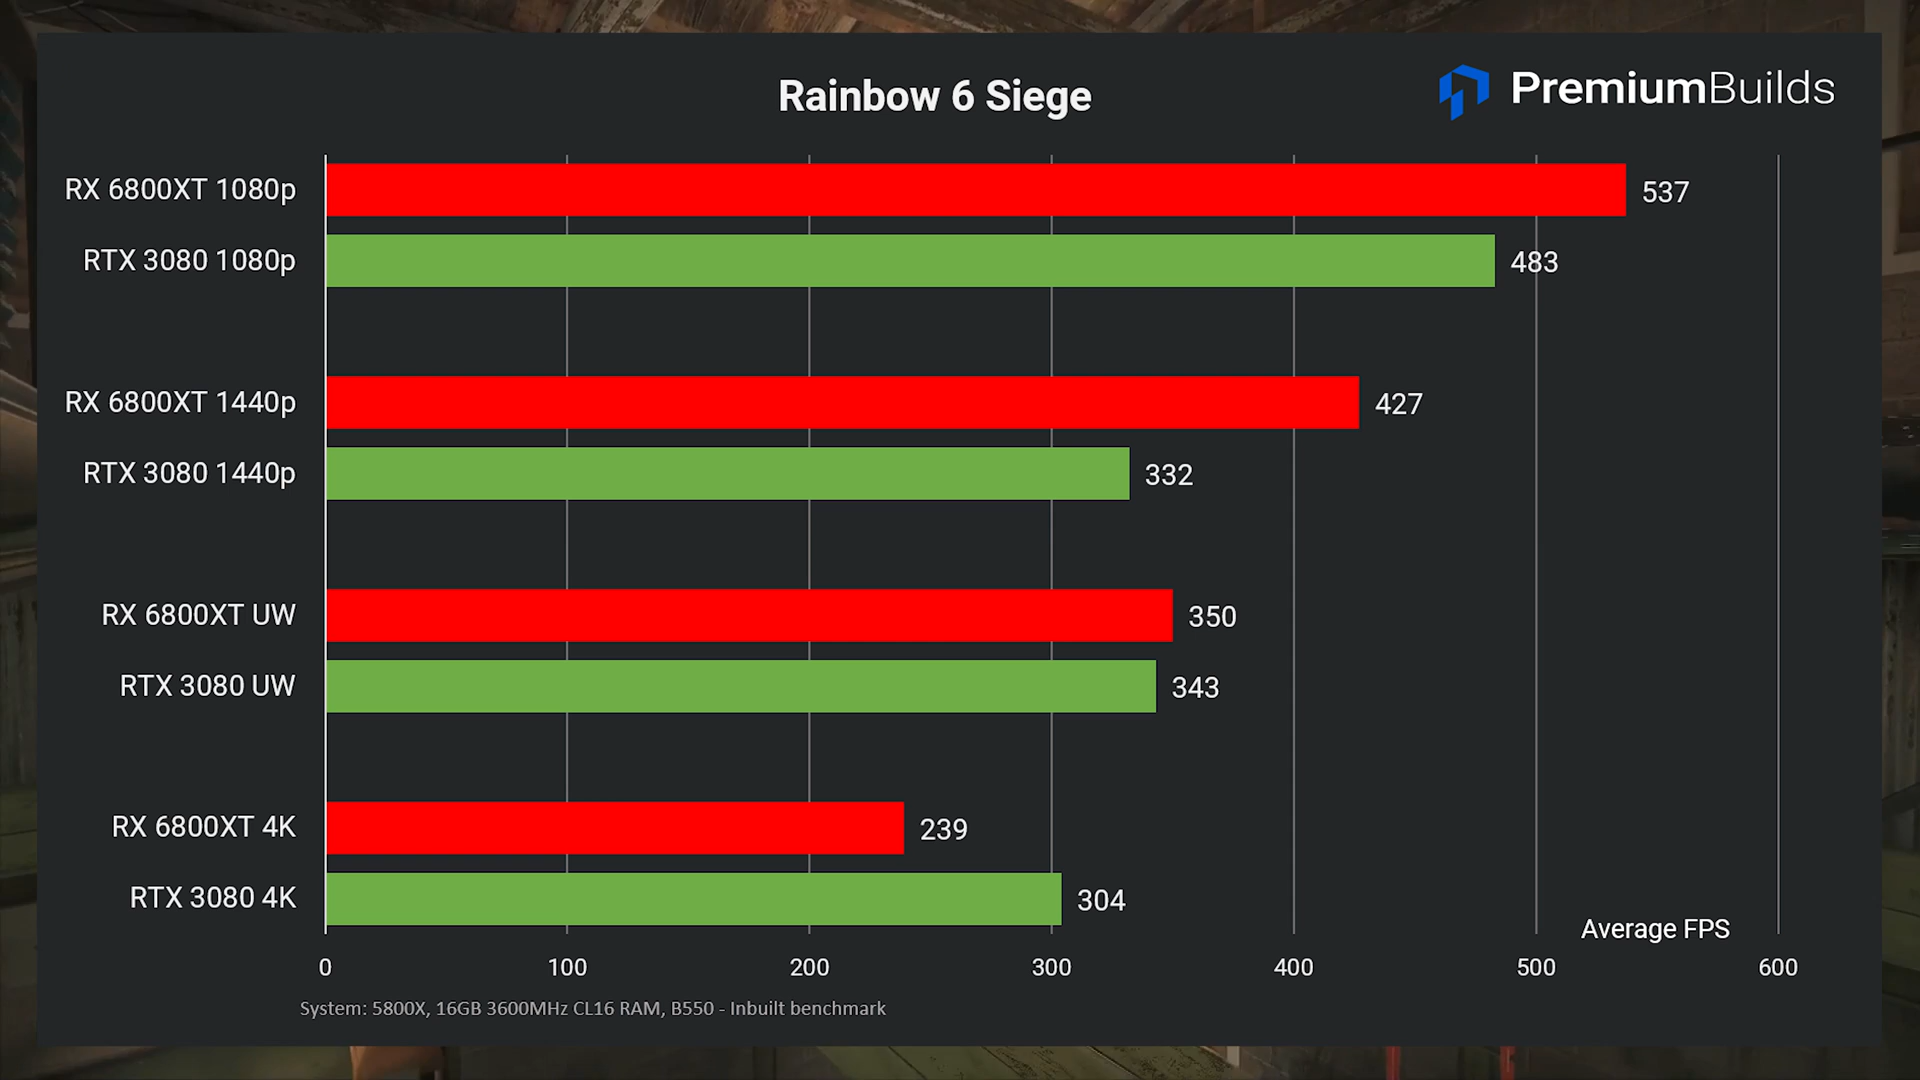 Rainbow 6 Siege
PremiumBuilds
RX 6800XT 1080p
537
RTX 3080 1080p
483
RX 6800XT 1440p
427
RTX 3080 1440p
332
RX 6800XT UW
350
RTX 3080 UW
343
RX 6800XT 4K
239
RTX 3080 4K
304
Average FPS
0 100 200 300 400 500 600
System: 5800X, 16GB 3600MHz CL16 RAM, B550 - Inbuilt benchmark